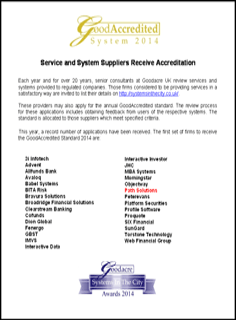 GoodAccredited
System 2014
Service and System Suppliers Receive Accreditation
Each year and for over 20 years, senior consultants at Goodacre UK review services and
systems provided to regulated companies. Those firms considered to be providing services in a
satisfactory way are invited to list their details on http://systemsinthecity.co.uk/
These providers may also apply for the annual GoodAccredited standard. The review process
for these applications includes obtaining feedback from users of the respective systems. The
standard is allocated to those suppliers which meet specified criteria.
This year, a record number of applications have been received. The first set of firms to receive
the GoodAccredited Standard 2014 are:
2i Infotech
Advent
Allfunds Bank
Avaloq
Babel Systems
BITA Risk
Bravura Solutions
Broadridge Financial Solutions
Clearstream Banking
Cofunds
Dion Global
Fenergo
GBST
IMVS
Interactive Data
Interactive Investor
JHC
MBA Systems
Morningstar
Objectway
Path Solutions
Peterevans
Platform Securities
Profile Software
Proquote
SIX Financial
SunGard
Torstone Technology
Web Financial Group
Goodacre
Systems In The City
Awards 2014